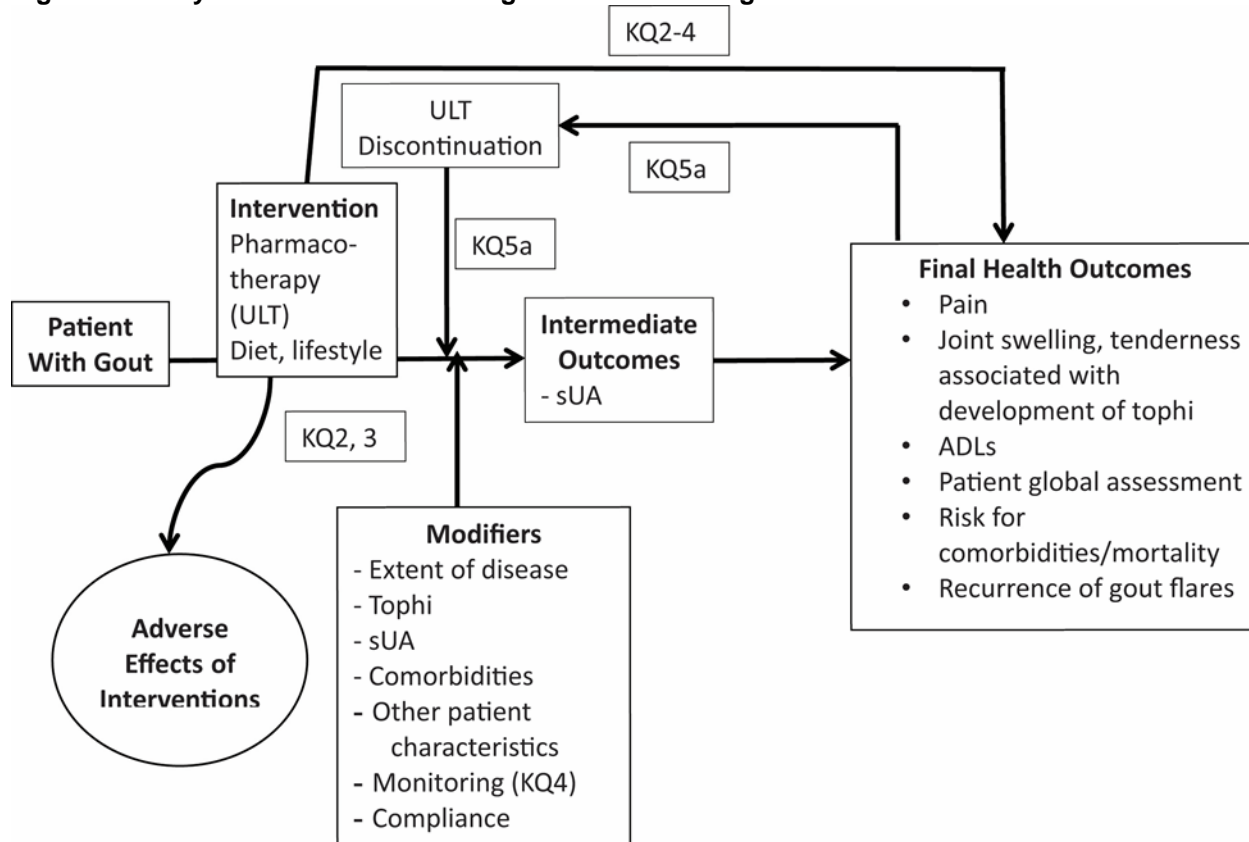 KQ2-4
ULT
Discontinuation
KQ5a
Intervention
Pharmaco-
therapy
(ULT)
Diet, lifestyle
KQ5a
Patient
With Gout
Intermediate
Outcomes
- sUA
Final Health Outcomes
• Pain
• Joint swelling, tenderness
associated with
development of tophi
• ADLs
• Patient global assessment
• Risk for
comorbidities/mortality
• Recurrence of gout flares
KQ2, 3
Adverse
Effects of
Interventions
Modifiers
- Extent of disease
- Tophi
- sUA
- Comorbidities
- Other patient
characteristics
- Monitoring (KQ4)
- Compliance